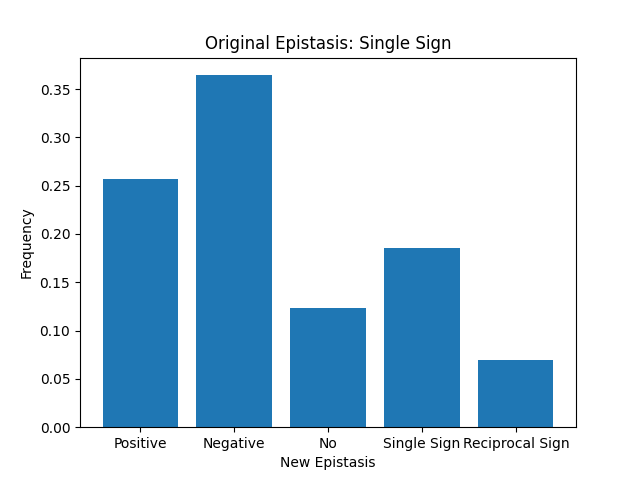 Original Epistasis: Single Sign
Frequency
0.35
0.30
0.25
0.20
0.15
0.10
0.05
0.00
Positive Negative No Single Sign Reciprocal Sign
New Epistasis